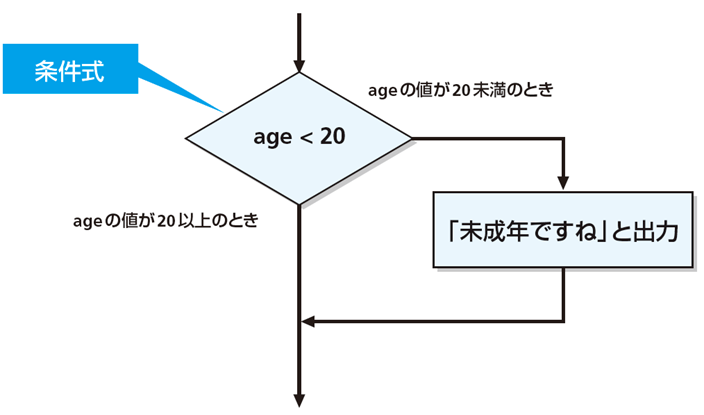 条件式
ageの値が20未満のとき
age < 20
ageの値が20以上のとき
「未成年ですね」と出力